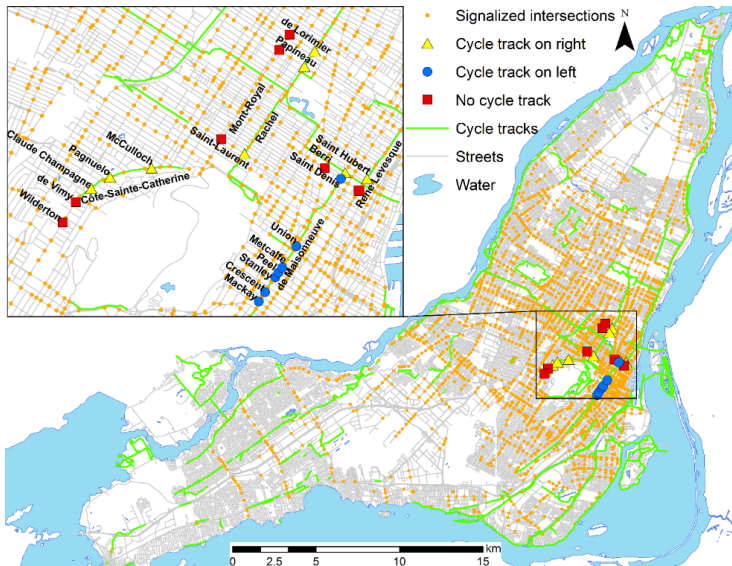 Signalized intersections
Cycle track on right
Cycle track on left
No cycle track
Cycle tracks
Streets
Water
N
de Lorimier
Papineau
Mont-Royal
Rachel
Saint-Laurent
McCulloch
Pagnuelo
Claude Champagne
de Vimy
Wilderton
Côte-Sainte-Catherine
Saint Hubert
Berri
Saint Denis
René Levesque
Union
de Maisonneuve
Metcalfe
Peel
Stanley
Crescent
Mackay
km
0 2.5 5 10 15